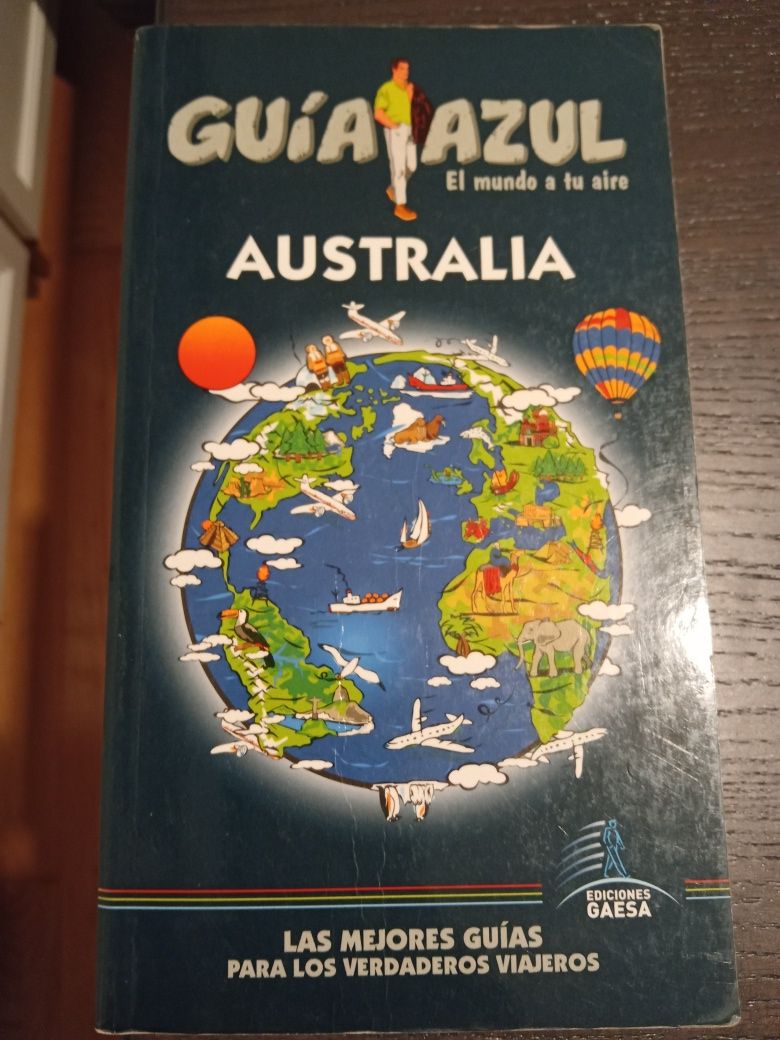 GUÍA AZUL
El mundo a tu aire
AUSTRALIA
EDICIONES
GAESA
LAS MEJORES GUÍAS
PARA LOS VERDADEROS VIAJEROS